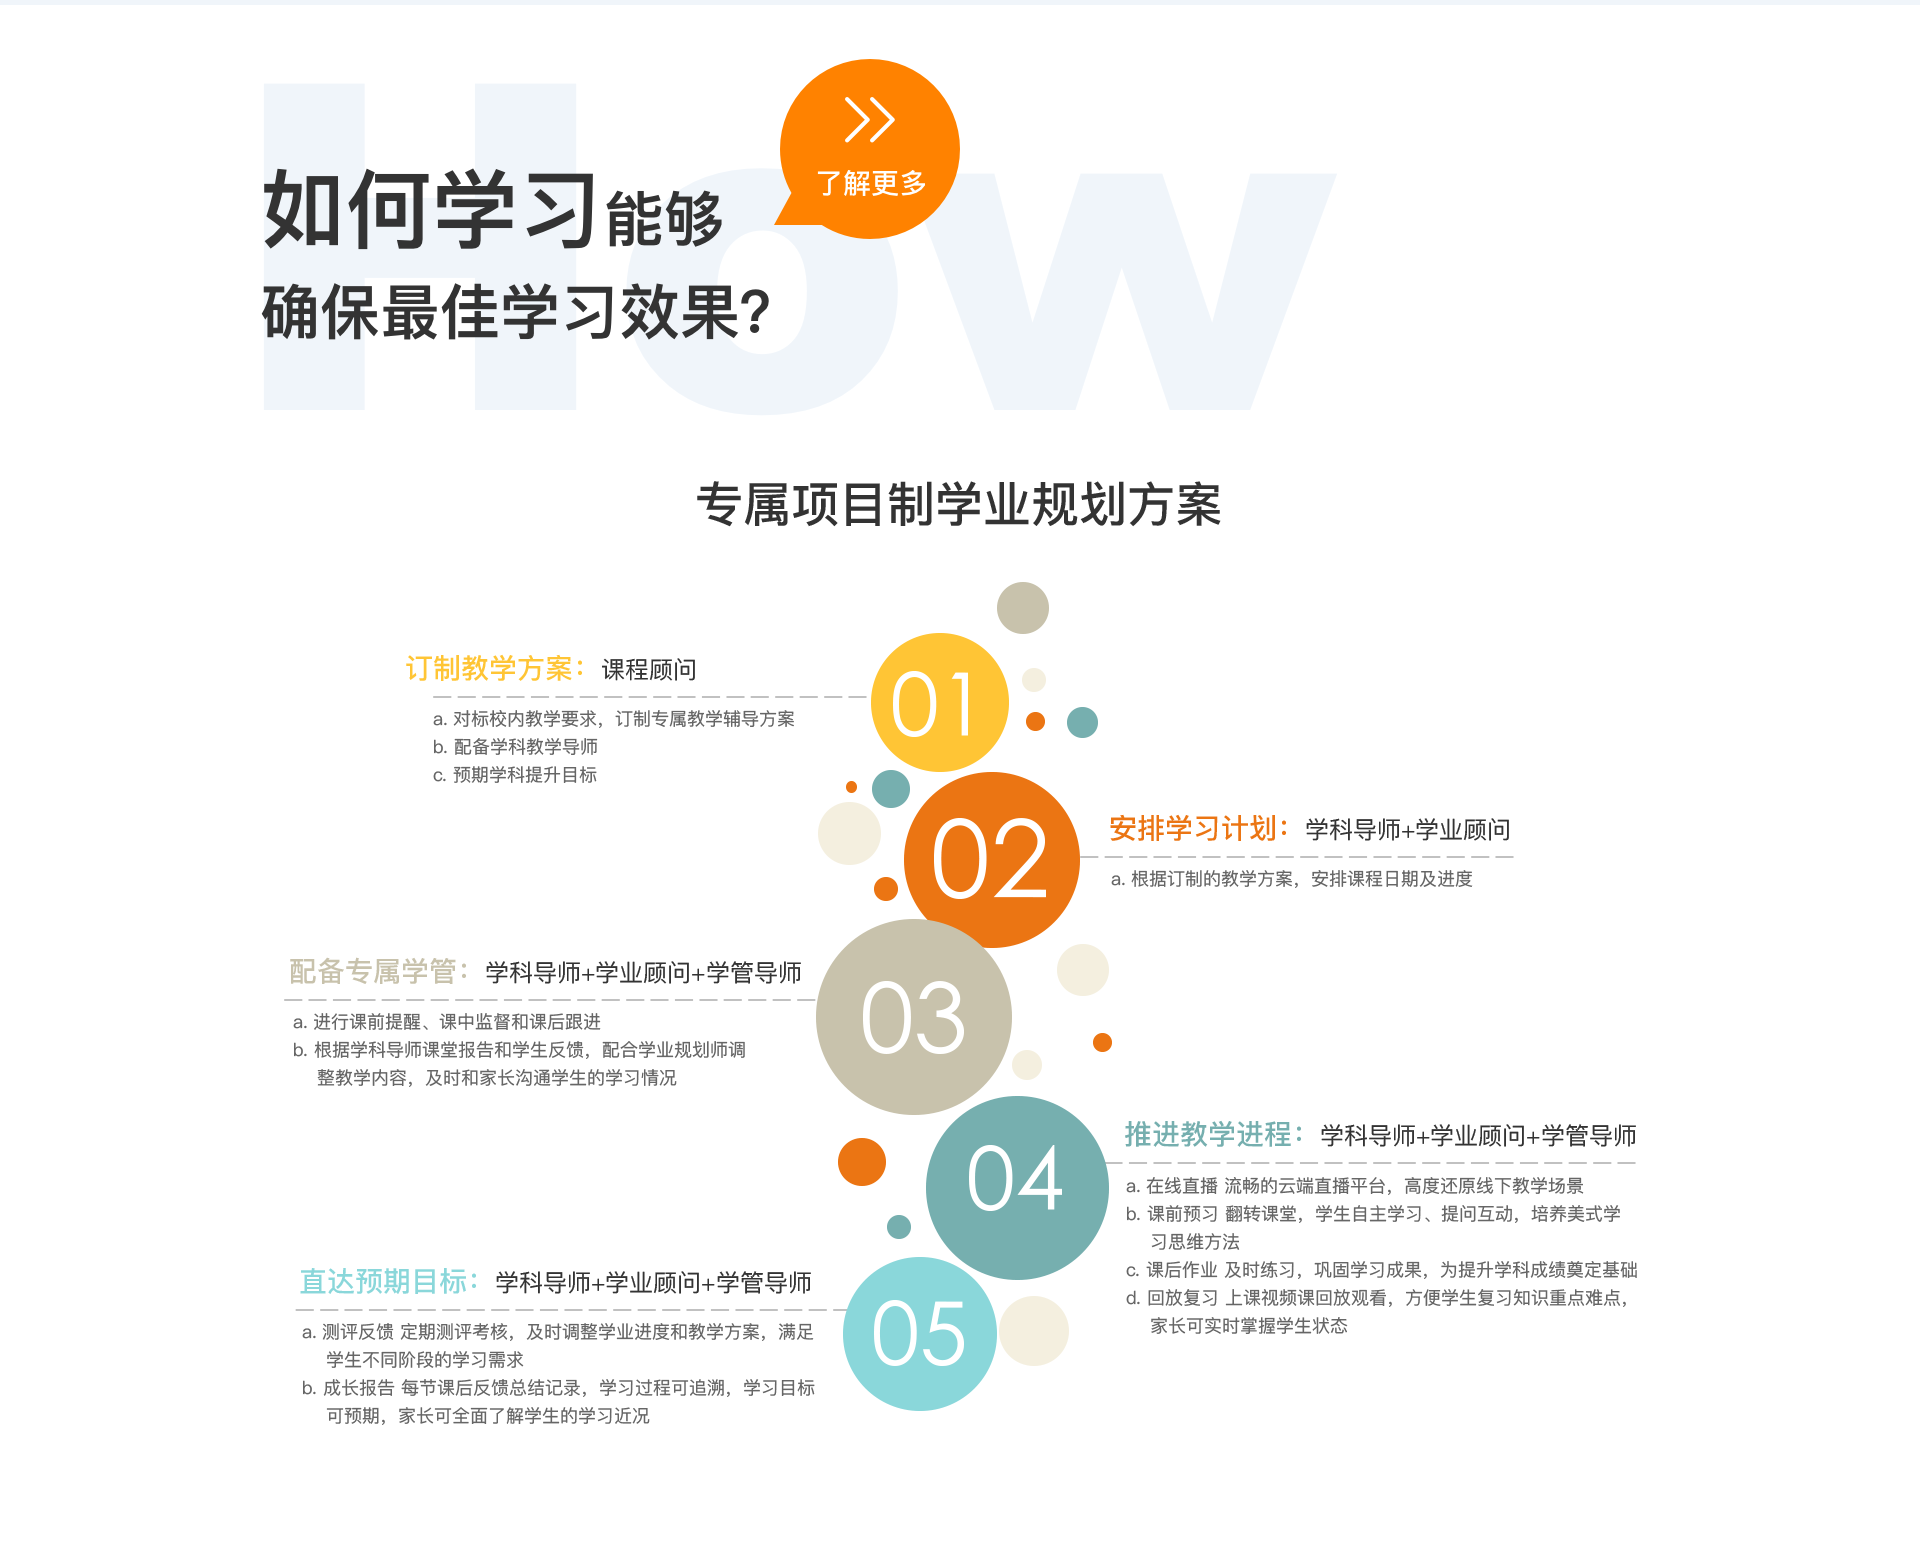 How
如何学习能够
确保最佳学习效果?
了解更多
专属项目制学业规划方案
01
订制教学方案：课程顾问
a. 对标校内教学要求，订制专属教学辅导方案
b. 配备学科教学导师
c. 预期学科提升目标
02
安排学习计划：学科导师+学业顾问
a. 根据订制的教学方案，安排课程日期及进度
03
配备专属学管：学科导师+学业顾问+学管导师
a. 进行课前提醒、课中监督和课后跟进
b. 根据学科导师课堂报告和学生反馈，配合学业规划师调
整教学内容，及时和家长沟通学生的学习情况
04
推进教学进程：学科导师+学业顾问+学管导师
a. 在线直播 流畅的云端直播平台，高度还原线下教学场景
b. 课前预习 翻转课堂，学生自主学习、提问互动，培养美式学
习思维方法
c. 课后作业 及时练习，巩固学习成果，为提升学科成绩奠定基础
d. 回放复习 上课视频课回放观看，方便学生复习知识重点难点，
家长可实时掌握学生状态
05
直达预期目标：学科导师+学业顾问+学管导师
a. 测评反馈 定期测评考核，及时调整学业进度和教学方案，满足
学生不同阶段的学习需求
b. 成长报告 每节课后反馈总结记录，学习过程可追溯，学习目标
可预期，家长可全面了解学生的学习近况